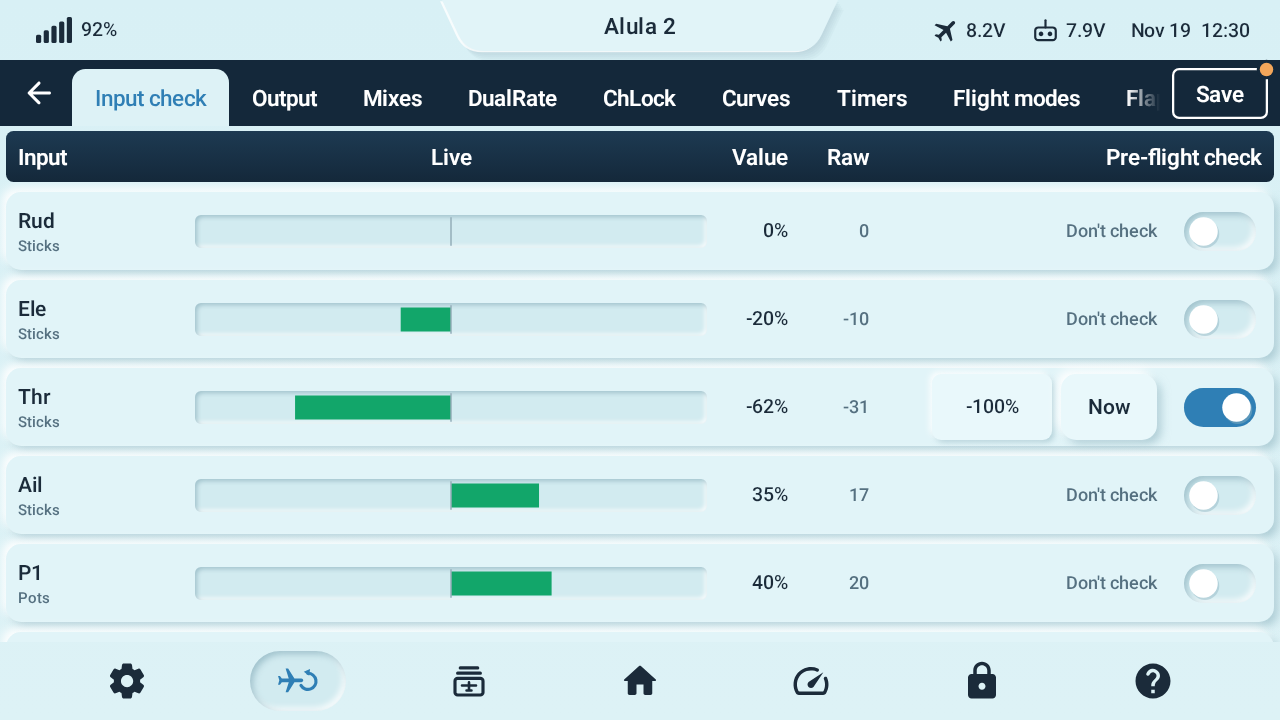 92%
Alula 2
8.2V
7.9V
Nov 19 12:30
Input check
Output
Mixes
DualRate
ChLock
Curves
Timers
Flight modes
Save
Input
Live
Value
Raw
Pre-flight check
Rud
Sticks
0%
0
Don't check
Ele
Sticks
-20%
-10
Don't check
Thr
Sticks
-62%
-31
-100%
Now
Ail
Sticks
35%
17
Don't check
P1
Pots
40%
20
Don't check